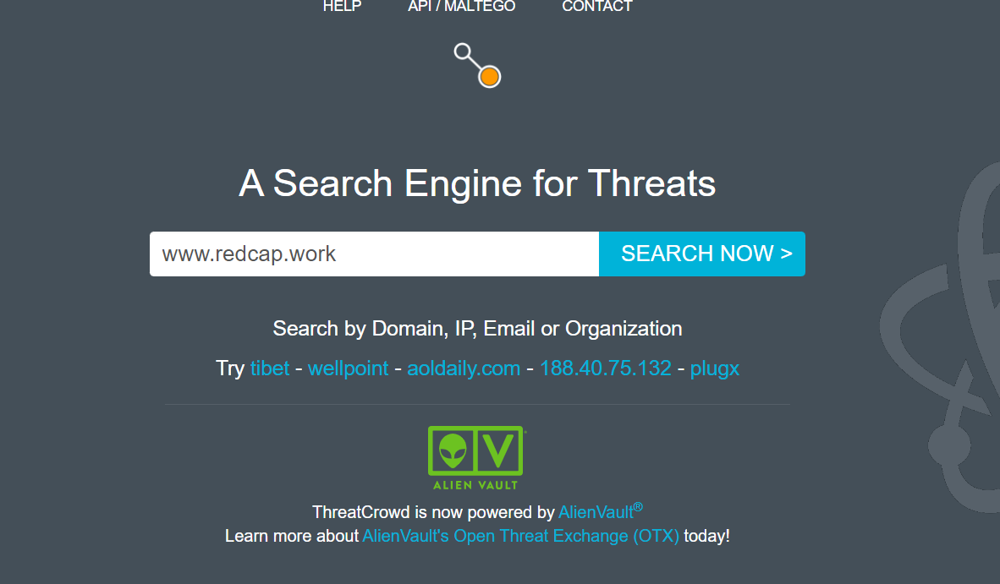 HELP API / MALTEGO CONTACT
A Search Engine for Threats
www.redcap.work SEARCH NOW >
Search by Domain, IP, Email or Organization
Try tibet - wellpoint - aoldaily.com - 188.40.75.132 - plugx
ALIEN VAULT
ThreatCrowd is now powered by AlienVault®
Learn more about AlienVault's Open Threat Exchange (OTX) today!